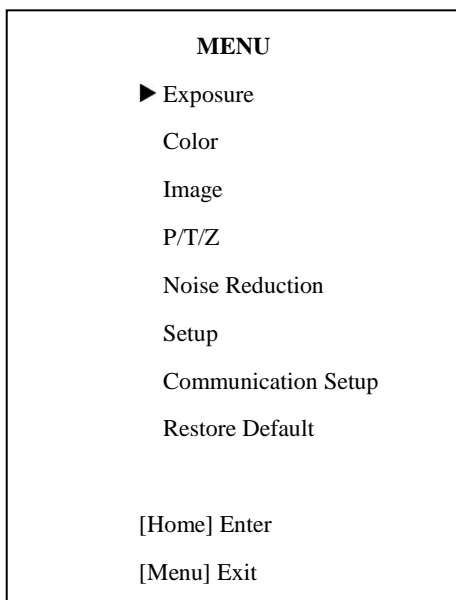 MENU
▶ Exposure
Color
Image
P/T/Z
Noise Reduction
Setup
Communication Setup
Restore Default
[Home] Enter
[Menu] Exit